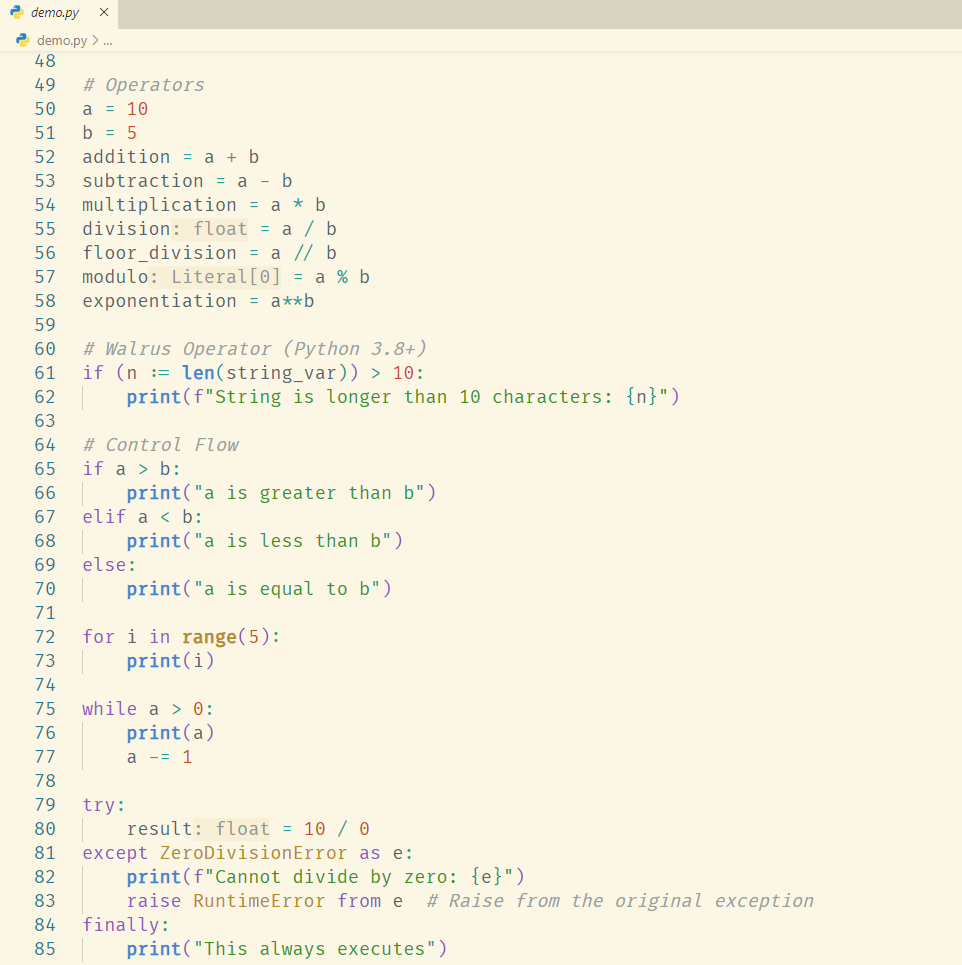 demo.py ×
demo.py > ...
48
49 # Operators
50 a = 10
51 b = 5
52 addition = a + b
53 subtraction = a - b
54 multiplication = a * b
55 division: float = a / b
56 floor_division = a // b
57 modulo: Literal[0] = a % b
58 exponentiation = a**b
59
60 # Walrus Operator (Python 3.8+)
61 if (n := len(string_var)) > 10:
62     print(f"String is longer than 10 characters: {n}")
63
64 # Control Flow
65 if a > b:
66     print("a is greater than b")
67 elif a < b:
68     print("a is less than b")
69 else:
70     print("a is equal to b")
71
72 for i in range(5):
73     print(i)
74
75 while a > 0:
76     print(a)
77     a -= 1
78
79 try:
80     result: float = 10 / 0
81 except ZeroDivisionError as e:
82     print(f"Cannot divide by zero: {e}")
83     raise RuntimeError from e  # Raise from the original exception
84 finally:
85     print("This always executes")